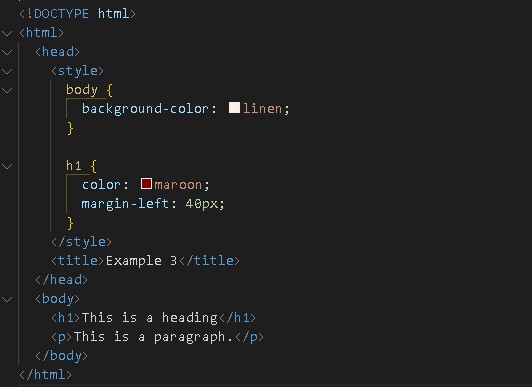 <!DOCTYPE html>
<html>
<head>
<style>
body {
background-color: linen;
}
h1 {
color: maroon;
margin-left: 40px;
}
</style>
<title>Example 3</title>
</head>
<body>
<h1>This is a heading</h1>
<p>This is a paragraph.</p>
</body>
</html>